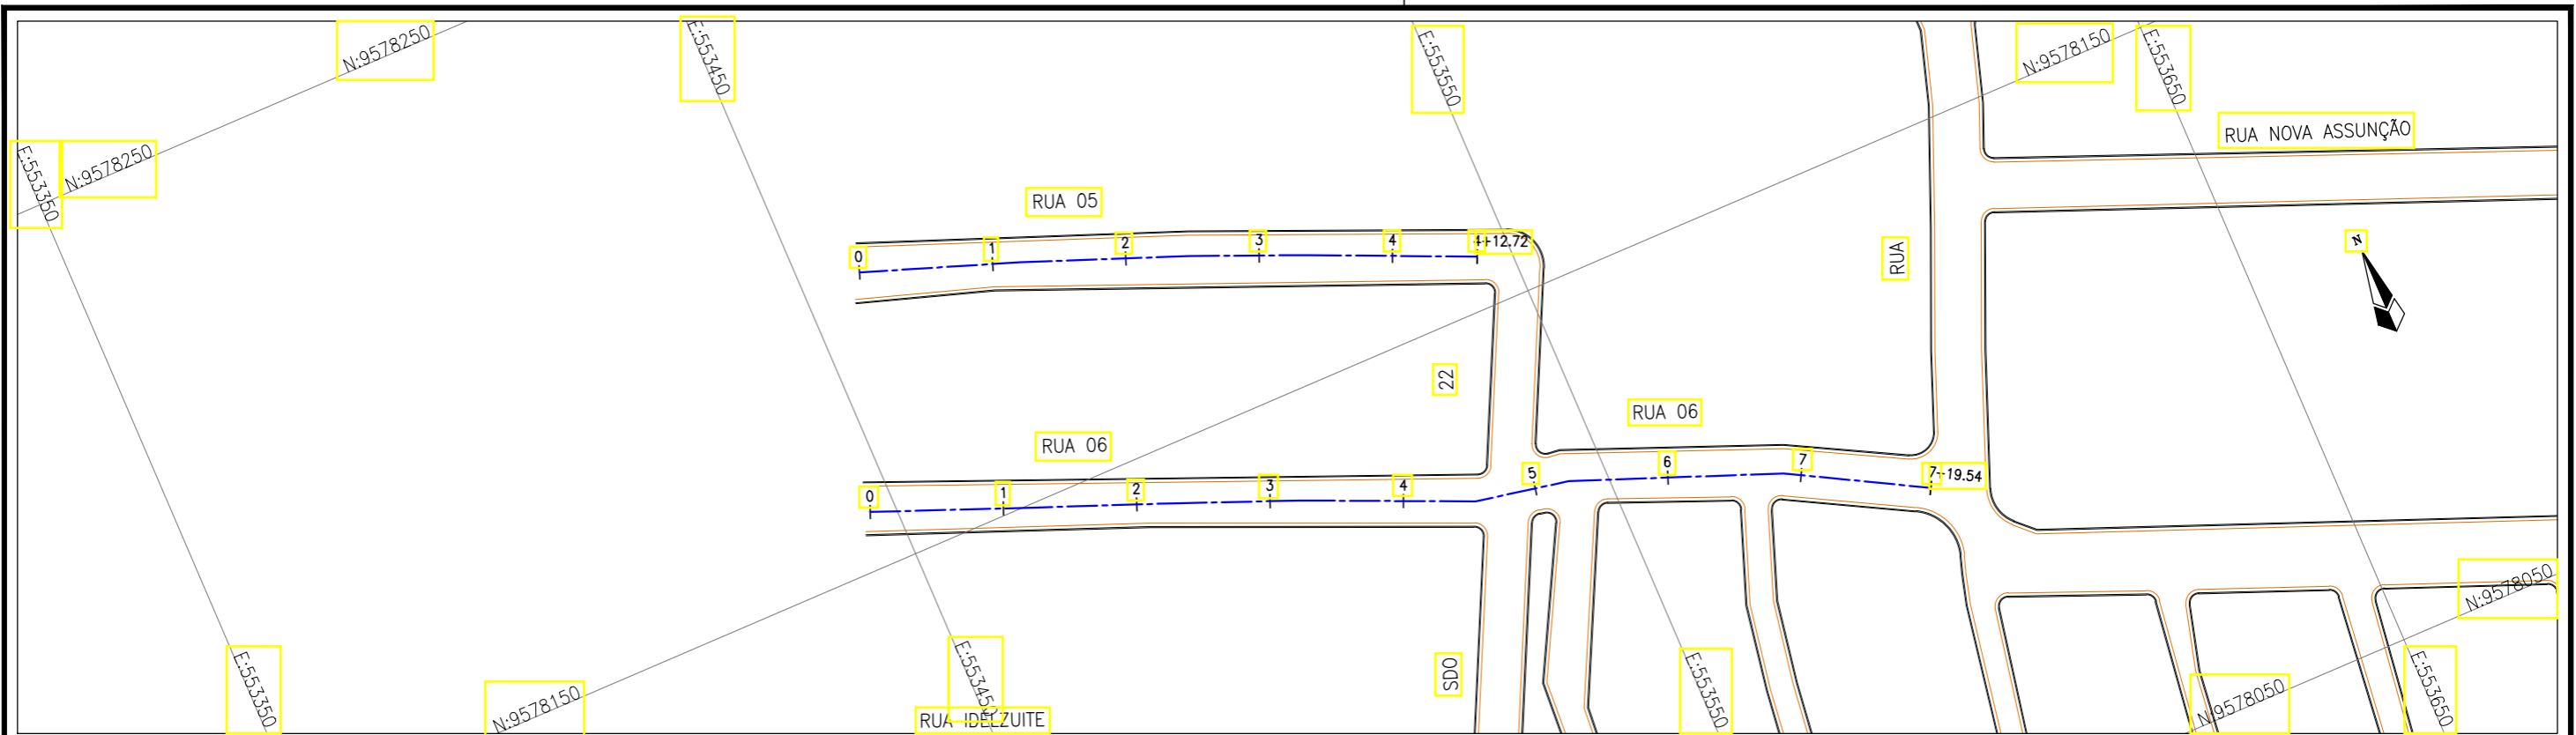 N:9578250
E:553450
E:553550
N:9578150
E:553650
RUA NOVA ASSUNÇÃO
E:553350
N:9578250
RUA 05
0
1
2
3
4
4+12.72
RUA
N
22
RUA 06
RUA 06
0
1
2
3
4
5
6
7
7+19.54
N:9578050
E:553350
N:9578150
E:553450
RUA IDELZUITE
SDO
E:553550
N:9578050
E:553650